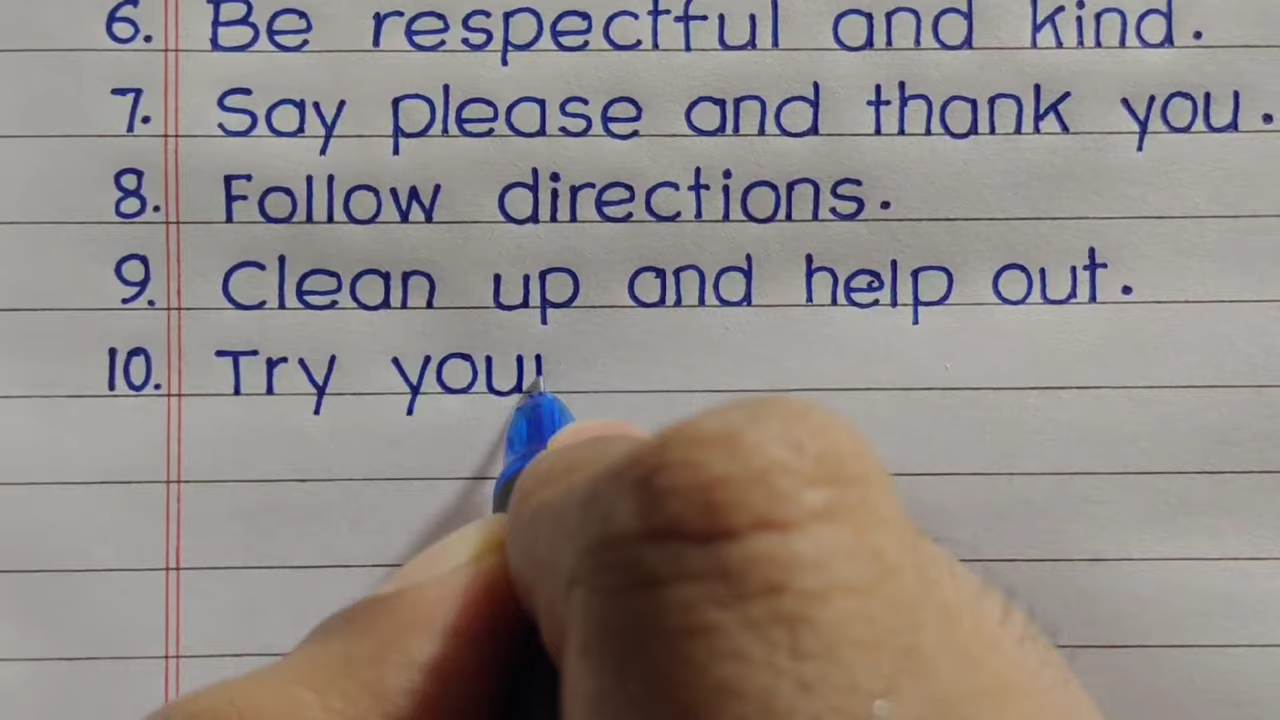 6. Be respectful and kind.
7. Say please and thank you.
8. Follow directions.
9. Clean up and help out.
10. Try you